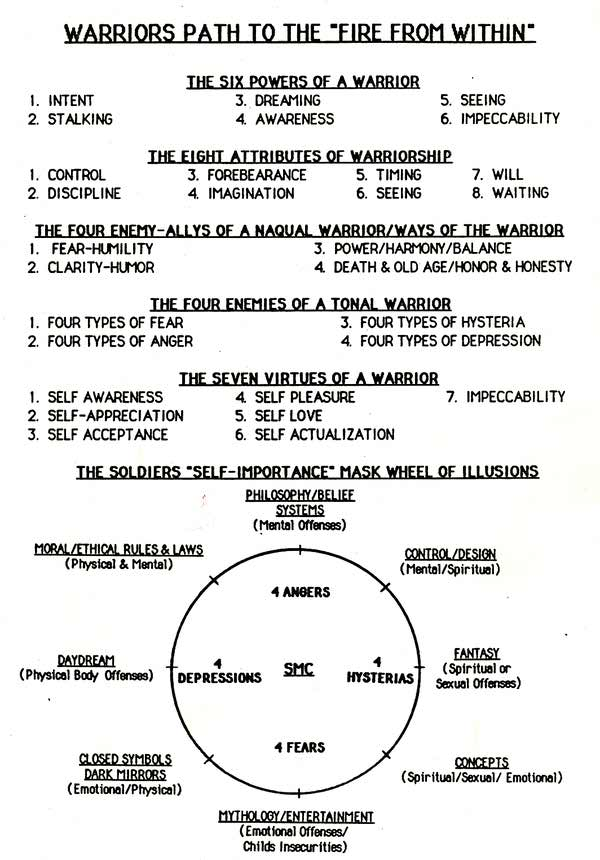 WARRIORS PATH TO THE "FIRE FROM WITHIN"
THE SIX POWERS OF A WARRIOR
1. INTENT 3. DREAMING 5. SEEING
2. STALKING 4. AWARENESS 6. IMPECCABILITY
THE EIGHT ATTRIBUTES OF WARRIORSHIP
1. CONTROL 3. FOREBEARANCE 5. TIMING 7. WILL
2. DISCIPLINE 4. IMAGINATION 6. SEEING 8. WAITING
THE FOUR ENEMY-ALLYS OF A NAQUAL WARRIOR/WAYS OF THE WARRIOR
1. FEAR-HUMILITY 3. POWER/HARMONY/BALANCE
2. CLARITY-HUMOR 4. DEATH & OLD AGE/HONOR & HONESTY
THE FOUR ENEMIES OF A TONAL WARRIOR
1. FOUR TYPES OF FEAR 3. FOUR TYPES OF HYSTERIA
2. FOUR TYPES OF ANGER 4. FOUR TYPES OF DEPRESSION
THE SEVEN VIRTUES OF A WARRIOR
1. SELF AWARENESS 4. SELF PLEASURE 7. IMPECCABILITY
2. SELF-APPRECIATION 5. SELF LOVE
3. SELF ACCEPTANCE 6. SELF ACTUALIZATION
THE SOLDIERS "SELF-IMPORTANCE" MASK WHEEL OF ILLUSIONS
PHILOSOPHY/BELIEF
SYSTEMS
(Mental Offenses)
MORAL/ETHICAL RULES & LAWS
(Physical & Mental)
CONTROL/DESIGN
(Mental/Spiritual)
4 ANGERS
DAYDREAM
(Physical Body Offenses)
4
DEPRESSIONS
SMC
4
HYSTERIAS
FANTASY
(Spiritual or
Sexual Offenses)
4 FEARS
CLOSED SYMBOLS
DARK MIRRORS
(Emotional/Physical)
CONCEPTS
(Spiritual/Sexual/ Emotional)
MYTHOLOGY/ENTERTAINMENT
(Emotional Offenses/
Childs Insecurities)